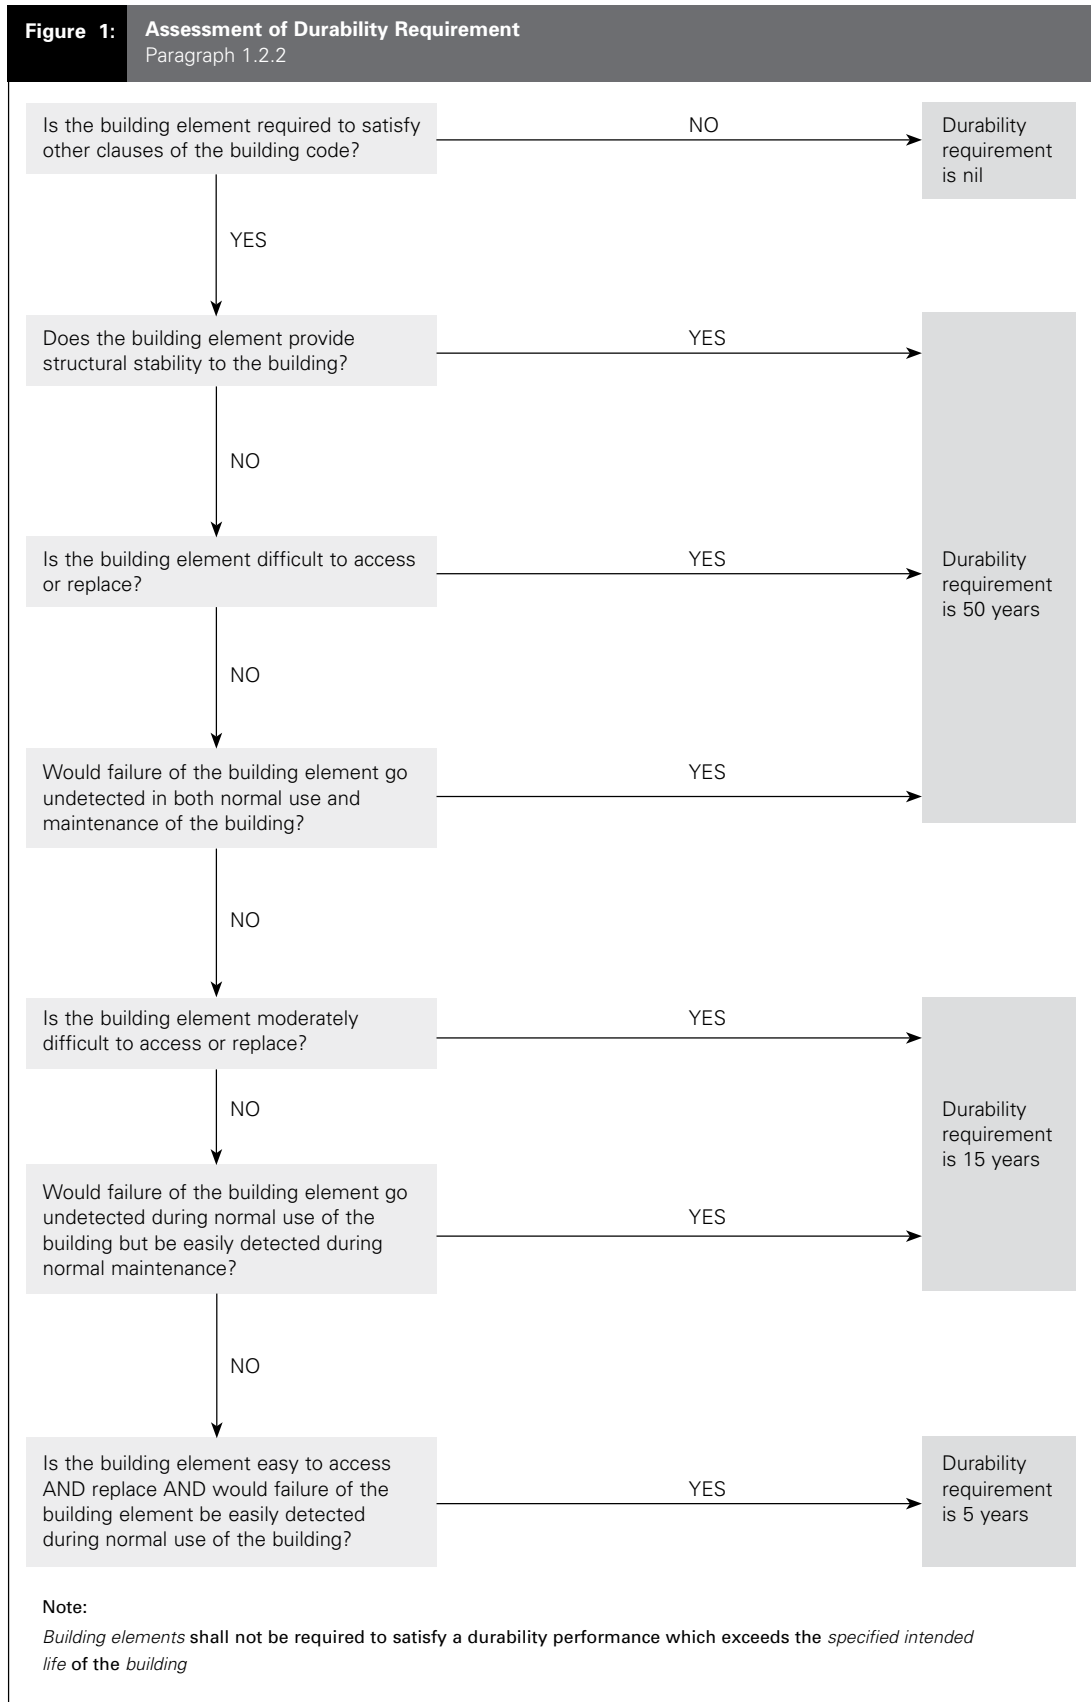 Figure 1:
Assessment of Durability Requirement
Paragraph 1.2.2
Is the building element required to satisfy
other clauses of the building code?
NO
Durability
requirement
is nil
YES
Does the building element provide
structural stability to the building?
YES
NO
Is the building element difficult to access
or replace?
YES
Durability
requirement
is 50 years
NO
Would failure of the building element go
undetected in both normal use and
maintenance of the building?
YES
NO
Is the building element moderately
difficult to access or replace?
YES
NO
Durability
requirement
is 15 years
Would failure of the building element go
undetected during normal use of the
building but be easily detected during
normal maintenance?
YES
NO
Is the building element easy to access
AND replace AND would failure of the
building element be easily detected
during normal use of the building?
YES
Durability
requirement
is 5 years
Note:
Building elements shall not be required to satisfy a durability performance which exceeds the specified intended
life of the building